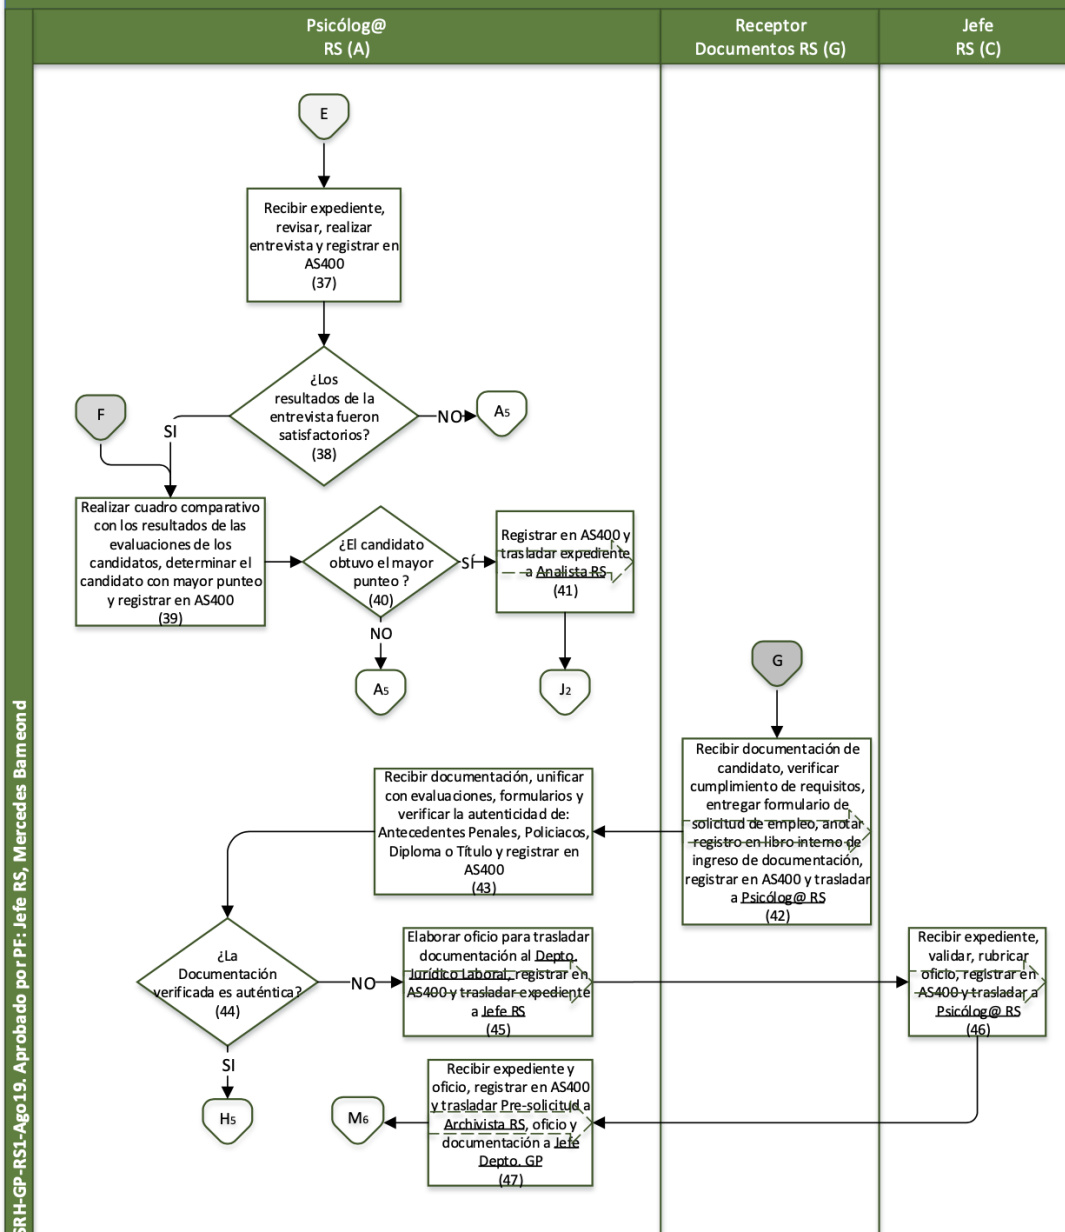 Psicólog@
RS (A)
Receptor
Documentos RS (G)
Jefe
RS (C)
E
Recibir expediente,
revisar, realizar
entrevista y registrar en
AS400
(37)
¿Los
resultados de la
entrevista fueron
satisfactorios?
(38)
NO
A5
SI
F
Realizar cuadro comparativo
con los resultados de las
evaluaciones de los
candidatos, determinar el
candidato con mayor punteo
y registrar en AS400
(39)
¿El candidato
obtuvo el mayor
punteo ?
(40)
SÍ
NO
A5
Registrar en AS400 y
trasladar expediente
a Analista RS
(41)
J2
G
Recibir documentación de
candidato, verificar
cumplimiento de requisitos,
entregar formulario de
solicitud de empleo, anotar
registro en libro interno de
ingreso de documentación,
registrar en AS400 y trasladar
a Psicólog@ RS
(42)
Recibir documentación, unificar
con evaluaciones, formularios y
verificar la autenticidad de:
Antecedentes Penales, Policiacos,
Diploma o Título y registrar en
AS400
(43)
¿La
Documentación
verificada es auténtica?
(44)
NO
SI
H5
Elaborar oficio para trasladar
documentación al Depto.
Jurídico Laboral, registrar en
AS400 y trasladar expediente
a Jefe RS
(45)
Recibir expediente,
validar, rubricar
oficio, registrar en
AS400 y trasladar a
Psicólog@ RS
(46)
Recibir expediente y
oficio, registrar en AS400
y trasladar Pre-solicitud a
Archivista RS, oficio y
documentación a Jefe
Depto. GP
(47)
M6
SRH-GP-RS1-Ago19. Aprobado por PF: Jefe RS, Mercedes Bameond